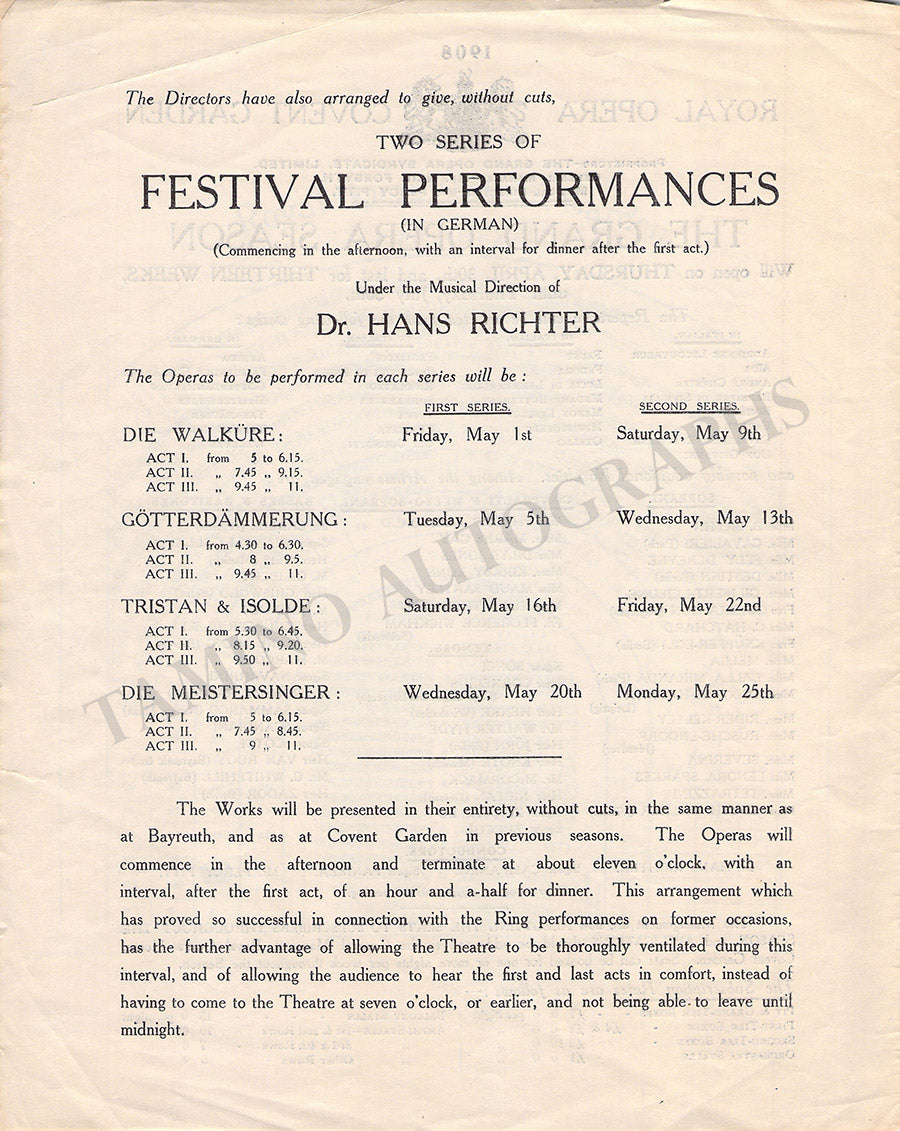 The Directors have also arranged to give, without cuts,
TWO SERIES OF
FESTIVAL PERFORMANCES
(IN GERMAN)
(Commencing in the afternoon, with an interval for dinner after the first act.)
Under the Musical Direction of
Dr. HANS RICHTER
The Operas to be performed in each series will be :
FIRST SERIES. SECOND SERIES.
DIE WALKÜRE: Friday, May 1st Saturday, May 9th
ACT I. from 5 to 6.15.
ACT II. „ 7.45 „ 9.15.
ACT III. „ 9.45 „ 11.
GÖTTERDÄMMERUNG : Tuesday, May 5th Wednesday, May 13th
ACT I. from 4.30 to 6.30.
ACT II. „ 8 „ 9.5.
ACT III. „ 9.45 „ 11.
TRISTAN & ISOLDE : Saturday, May 16th Friday, May 22nd
ACT I. from 5.30 to 6.45.
ACT II. „ 8.15 „ 9.20.
ACT III. „ 9.50 „ 11.
DIE MEISTERSINGER : Wednesday, May 20th Monday, May 25th
ACT I. from 5 to 6.15.
ACT II. „ 7.45 „ 8.45.
ACT III. „ 9 „ 11.
The Works will be presented in their entirety, without cuts, in the same manner as
at Bayreuth, and as at Covent Garden in previous seasons. The Operas will
commence in the afternoon and terminate at about eleven o'clock, with an
interval, after the first act, of an hour and a-half for dinner. This arrangement which
has proved so successful in connection with the Ring performances on former occasions,
has the further advantage of allowing the Theatre to be thoroughly ventilated during this
interval, and of allowing the audience to hear the first and last acts in comfort, instead of
having to come to the Theatre at seven o'clock, or earlier, and not being able to leave until
midnight.
TAMINO AUTOGRAPHS